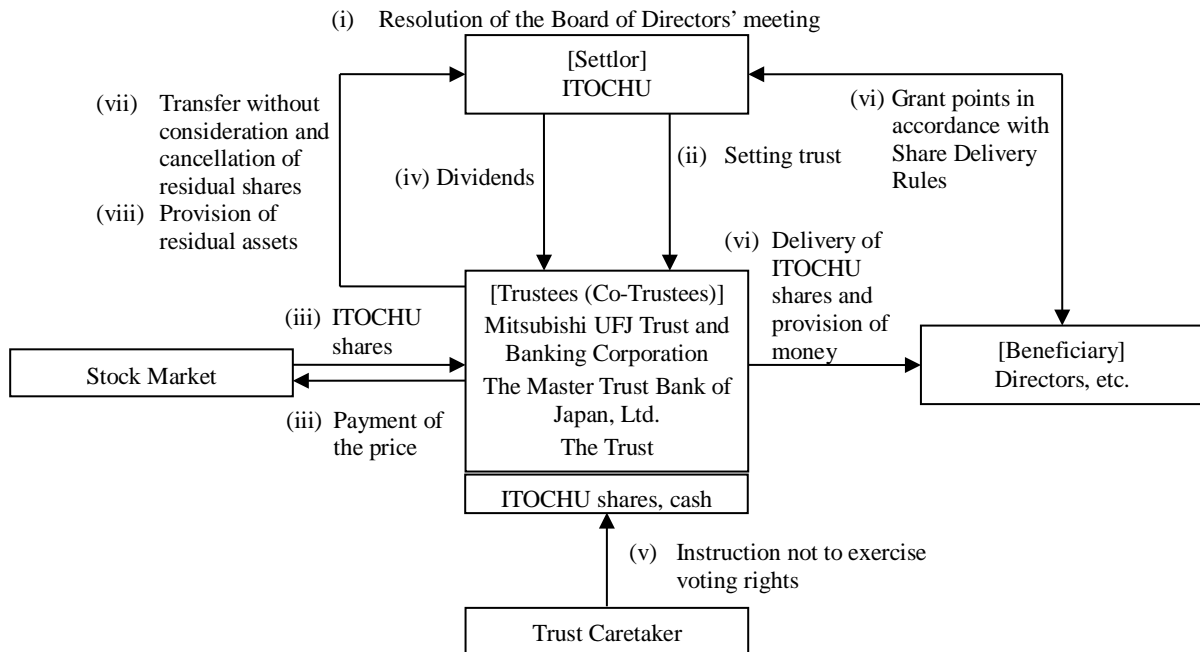 (i) Resolution of the Board of Directors’ meeting
[Settlor]
ITOCHU
(vii) Transfer without
consideration and
cancellation of
residual shares
(viii) Provision of
residual assets
(iv) Dividends
(ii) Setting trust
(vi) Grant points in
accordance with
Share Delivery
Rules
(vi) Delivery of
ITOCHU
shares and
provision of
money
[Trustees (Co-Trustees)]
Mitsubishi UFJ Trust and
Banking Corporation
The Master Trust Bank of
Japan, Ltd.
The Trust
(iii) ITOCHU
shares
Stock Market
(iii) Payment of
the price
[Beneficiary]
Directors, etc.
ITOCHU shares, cash
(v) Instruction not to exercise
voting rights
Trust Caretaker